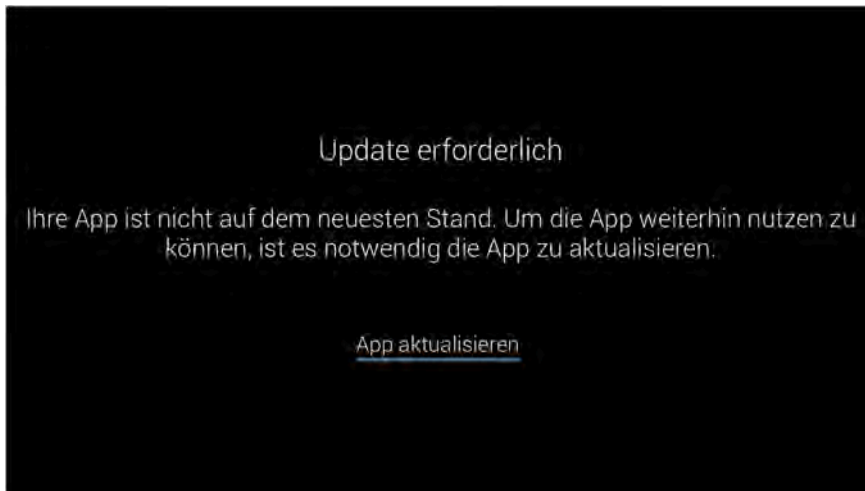 Update erforderlich
Ihre App ist nicht auf dem neuesten Stand. Um die App weiterhin nutzen zu
können, ist es notwendig die App zu aktualisieren.
App aktualisieren